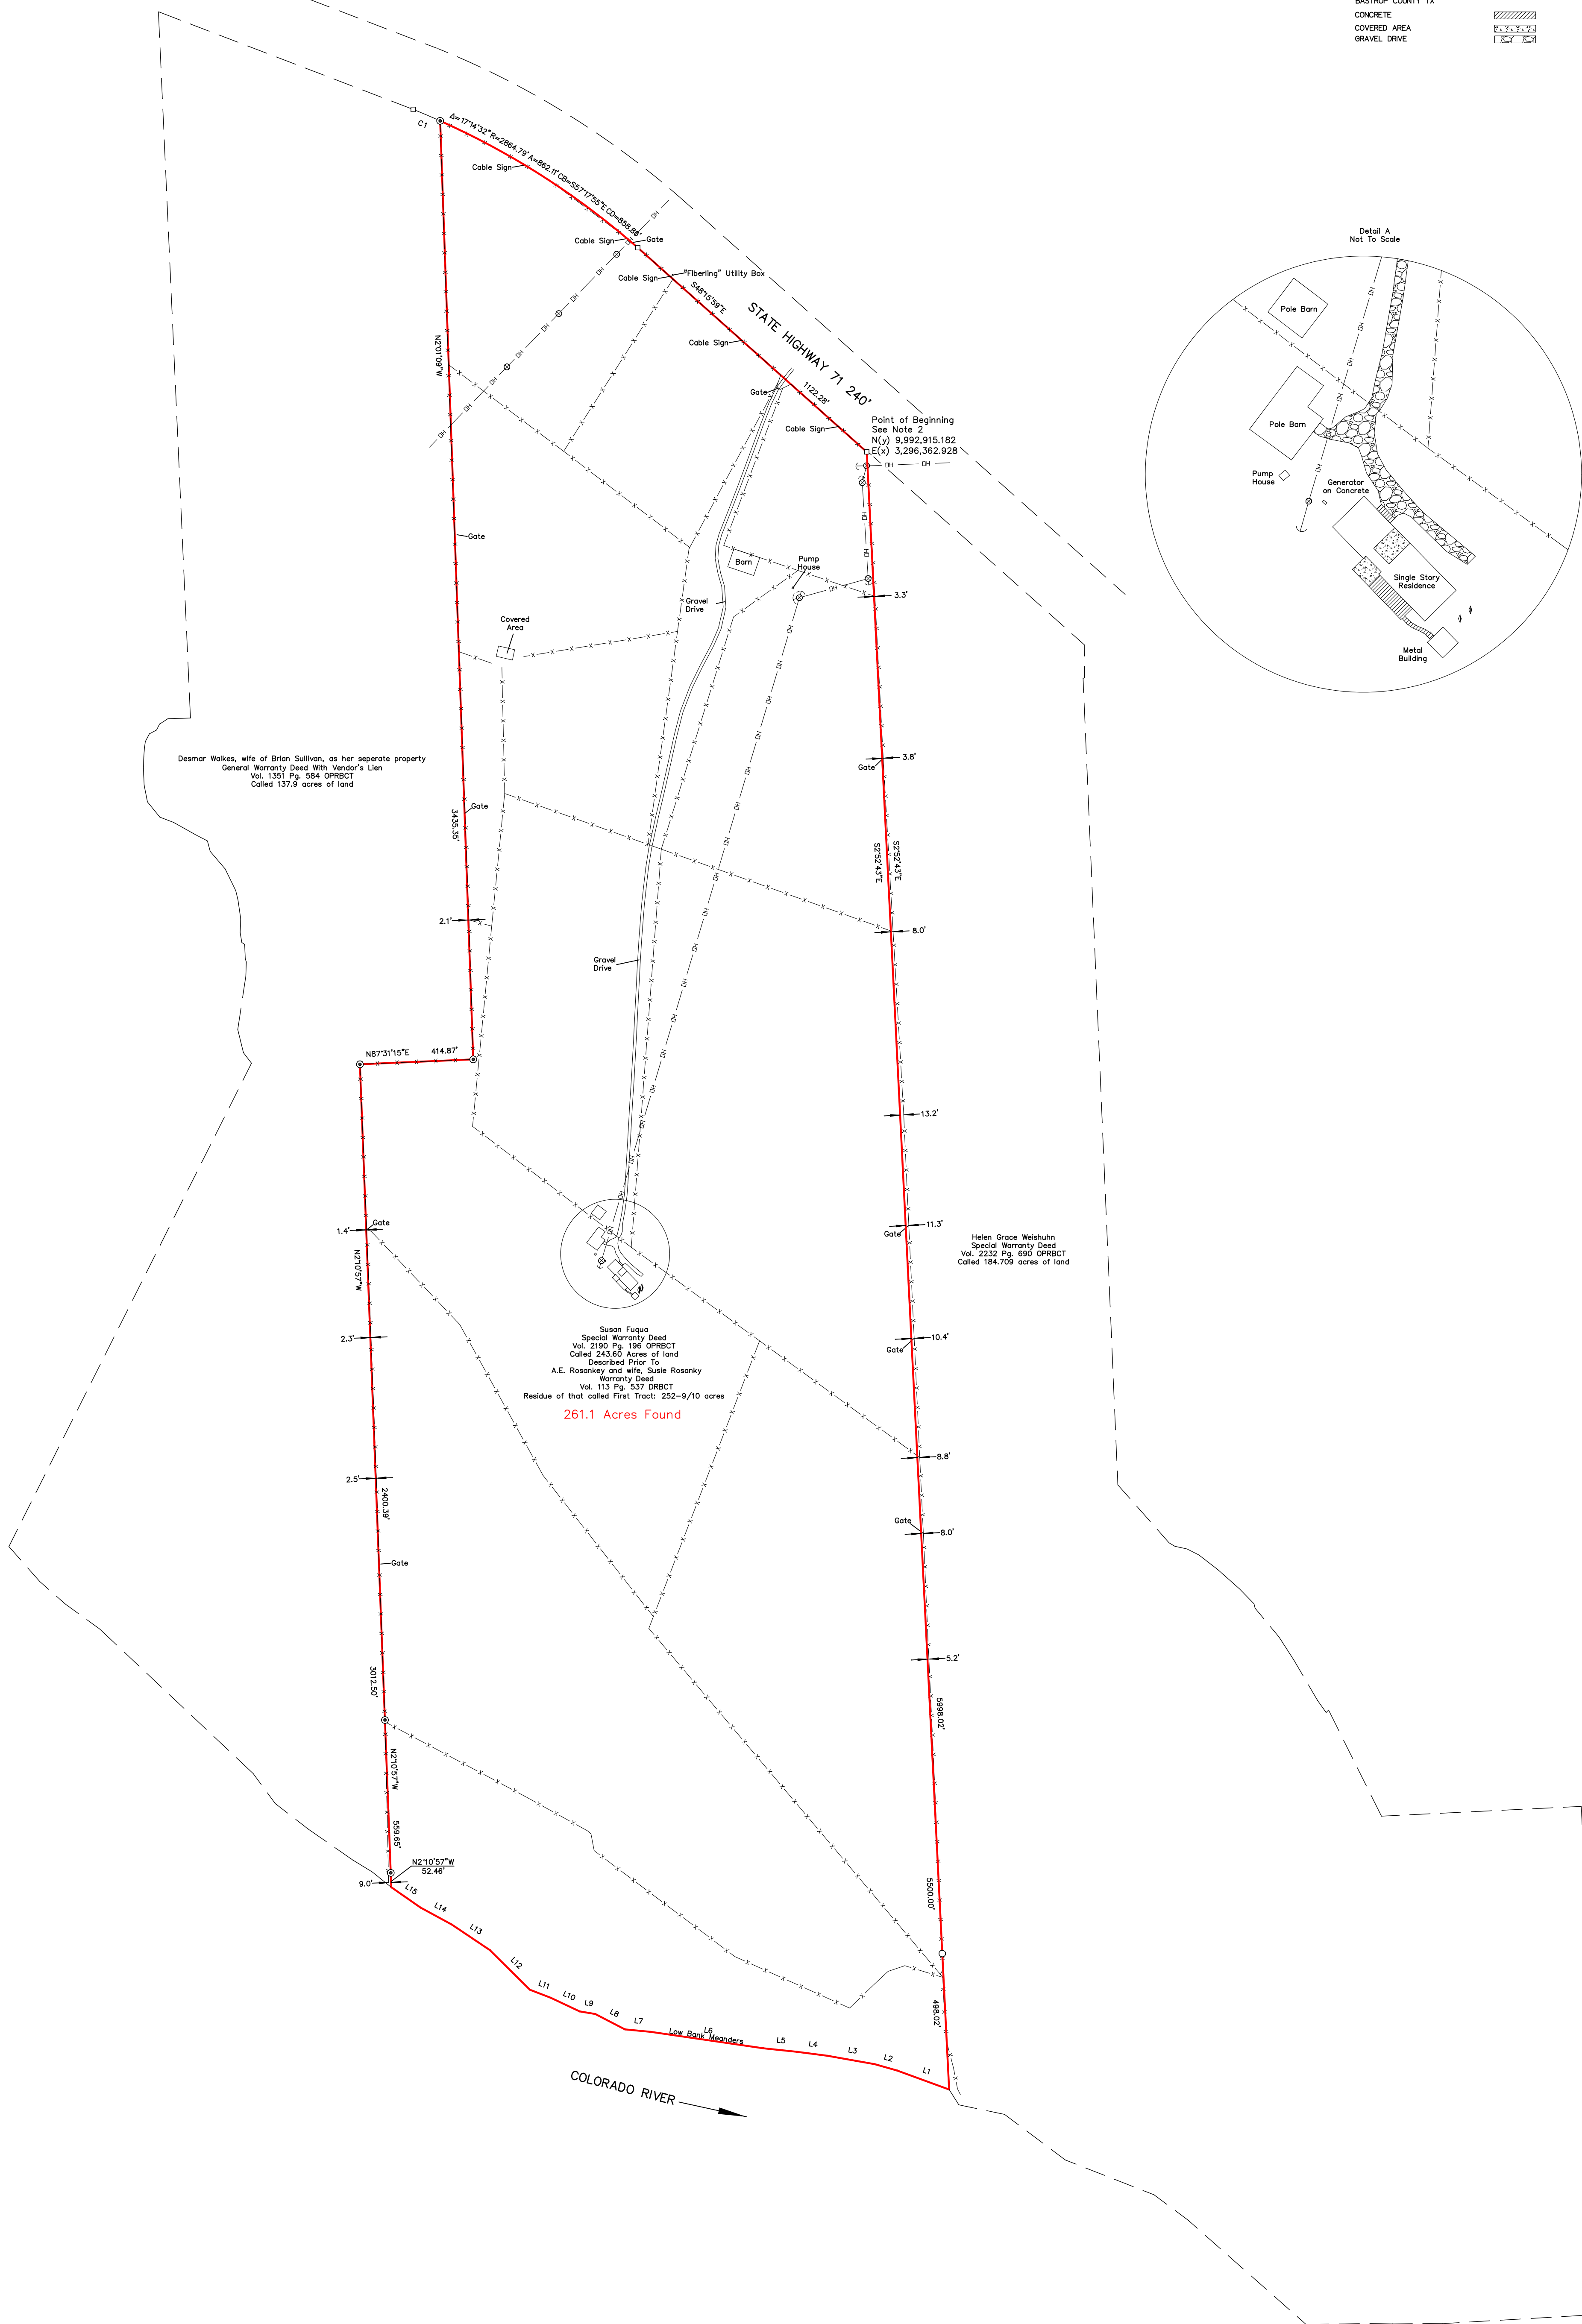 BASTROP COUNTY TX
CONCRETE
COVERED AREA
GRAVEL DRIVE
C1
Δ=17°14'32" R=2864.79' A=862.11' CB=S57°17'55"E CD=858.86'
Cable Sign
Cable Sign
Gate
Cable Sign
"Fiberling" Utility Box
S48°15'59"E
STATE HIGHWAY 71 240'
Cable Sign
1122.28'
Gate
Cable Sign
Point of Beginning
See Note 2
N(y) 9,992,915.182
E(x) 3,296,362.928
Detail A
Not To Scale
Pole Barn
Pole Barn
Pump
House
Generator
on Concrete
Single Story
Residence
Metal
Building
N2°01'09"W
Gate
Barn
Pump
House
3.3'
Gravel
Drive
Covered
Area
3.8'
Gate
Desmar Walkes, wife of Brian Sullivan, as her seperate property
General Warranty Deed With Vendor's Lien
Vol. 1351 Pg. 584 OPRBCT
Called 137.9 acres of land
Gate
3435.35'
S2°52'43"E
S2°52'43"E
2.1'
8.0'
Gravel
Drive
N87°31'15"E 414.87'
13.2'
1.4'
Gate
11.3'
Gate
N2°10'57"W
Helen Grace Weishuhn
Special Warranty Deed
Vol. 2232 Pg. 690 OPRBCT
Called 184.709 acres of land
2.3'
10.4'
Gate
Susan Fuqua
Special Warranty Deed
Vol. 2190 Pg. 196 OPRBCT
Called 243.60 Acres of land
Described Prior To
A.E. Rosankey and wife, Susie Rosanky
Warranty Deed
Vol. 113 Pg. 537 DRBCT
Residue of that called First Tract: 252-9/10 acres
261.1 Acres Found
8.8'
2.5'
2400.39'
Gate
8.0'
Gate
5.2'
3012.50'
5998.02'
N2°10'57"W
559.65'
N2°10'57"W
52.46'
9.0'
5500.00'
498.02'
L15
L14
L13
L12
L11
L10
L9
L8
L7
L6
Low Bank Meanders
L5
L4
L3
L2
L1
COLORADO RIVER